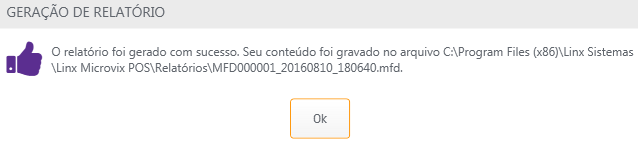 GERAÇÃO DE RELATÓRIO
O relatório foi gerado com sucesso. Seu conteúdo foi gravado no arquivo C:\Program Files (x86)\Linx Sistemas
\Linx Microvix POS\Relatórios\MFD000001_20160810_180640.mfd.
Ok